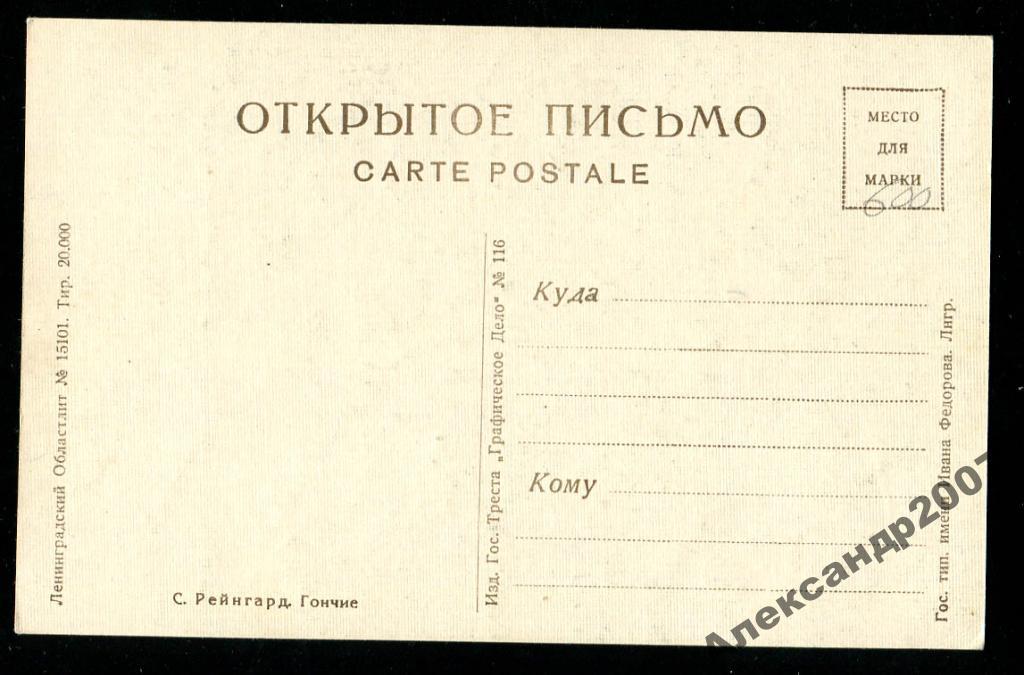 ОТКРЫТОЕ ПИСЬМО
CARTE POSTALE
МЕСТО
ДЛЯ
МАРКИ
600
Ленинградский Областлит № 15101. Тир. 20.000
С. Рейнгард. Гончие
Изд. Гос. Треста „Графическое Дело" № 116
Куда
Кому
Гос. тип. имени Ивана Федорова. Лнгр.
Александр2007